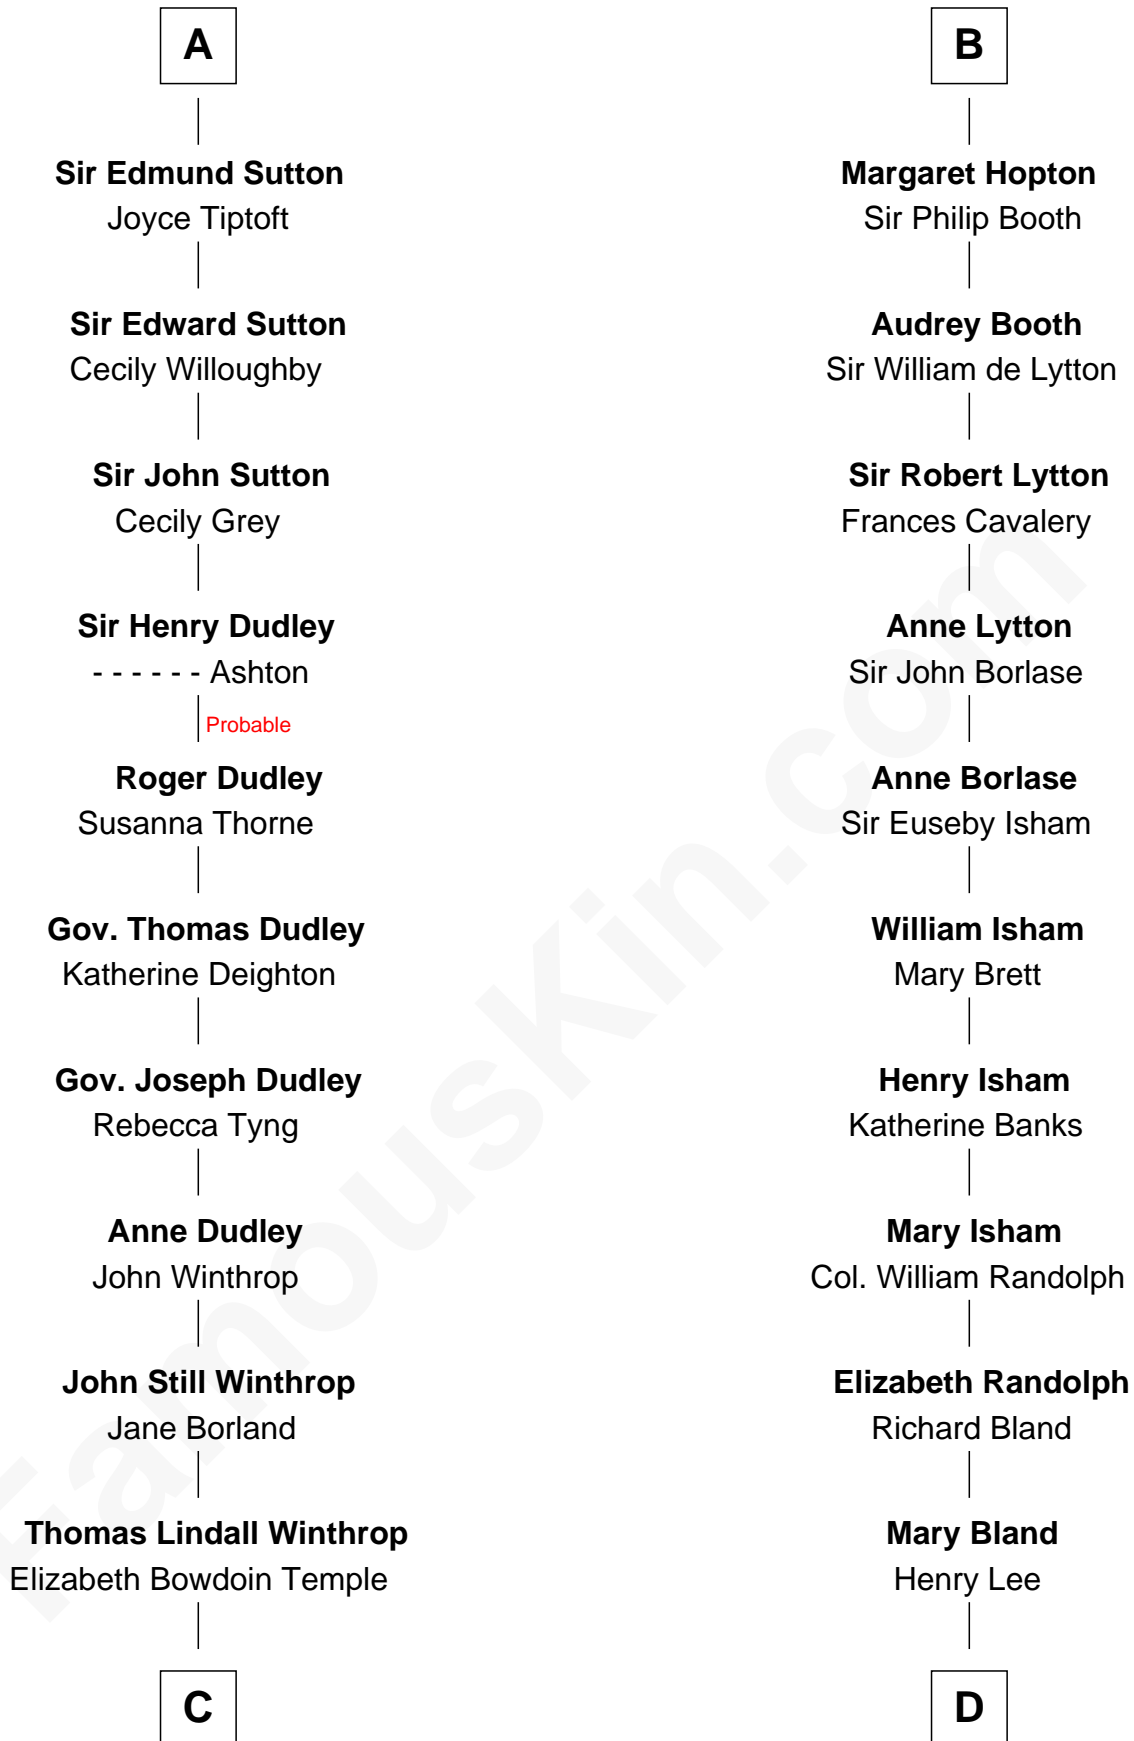 A
Sir Edmund Sutton
Joyce Tiptoft
Sir Edward Sutton
Cecily Willoughby
Sir John Sutton
Cecily Grey
Sir Henry Dudley
- - - - - - Ashton
Probable
Roger Dudley
Susanna Thorne
Gov. Thomas Dudley
Katherine Deighton
Gov. Joseph Dudley
Rebecca Tyng
Anne Dudley
John Winthrop
John Still Winthrop
Jane Borland
Thomas Lindall Winthrop
Elizabeth Bowdoin Temple
C
B
Margaret Hopton
Sir Philip Booth
Audrey Booth
Sir William de Lytton
Sir Robert Lytton
Frances Cavalery
Anne Lytton
Sir John Borlase
Anne Borlase
Sir Euseby Isham
William Isham
Mary Brett
Henry Isham
Katherine Banks
Mary Isham
Col. William Randolph
Elizabeth Randolph
Richard Bland
Mary Bland
Henry Lee
D
FamousKin.com